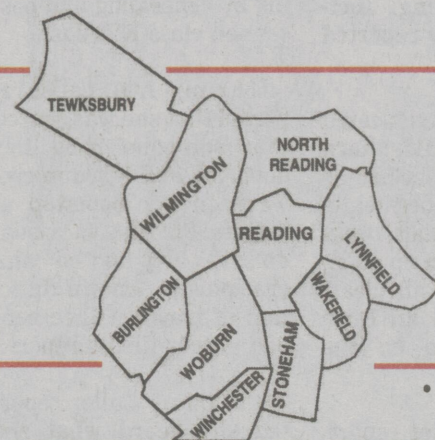 TEWKSBURY
NORTH
READING
WILMINGTON
READING
LYNNFIELD
BURLINGTON
WAKEFIELD
WOBURN
STONEHAM
WINCHESTER